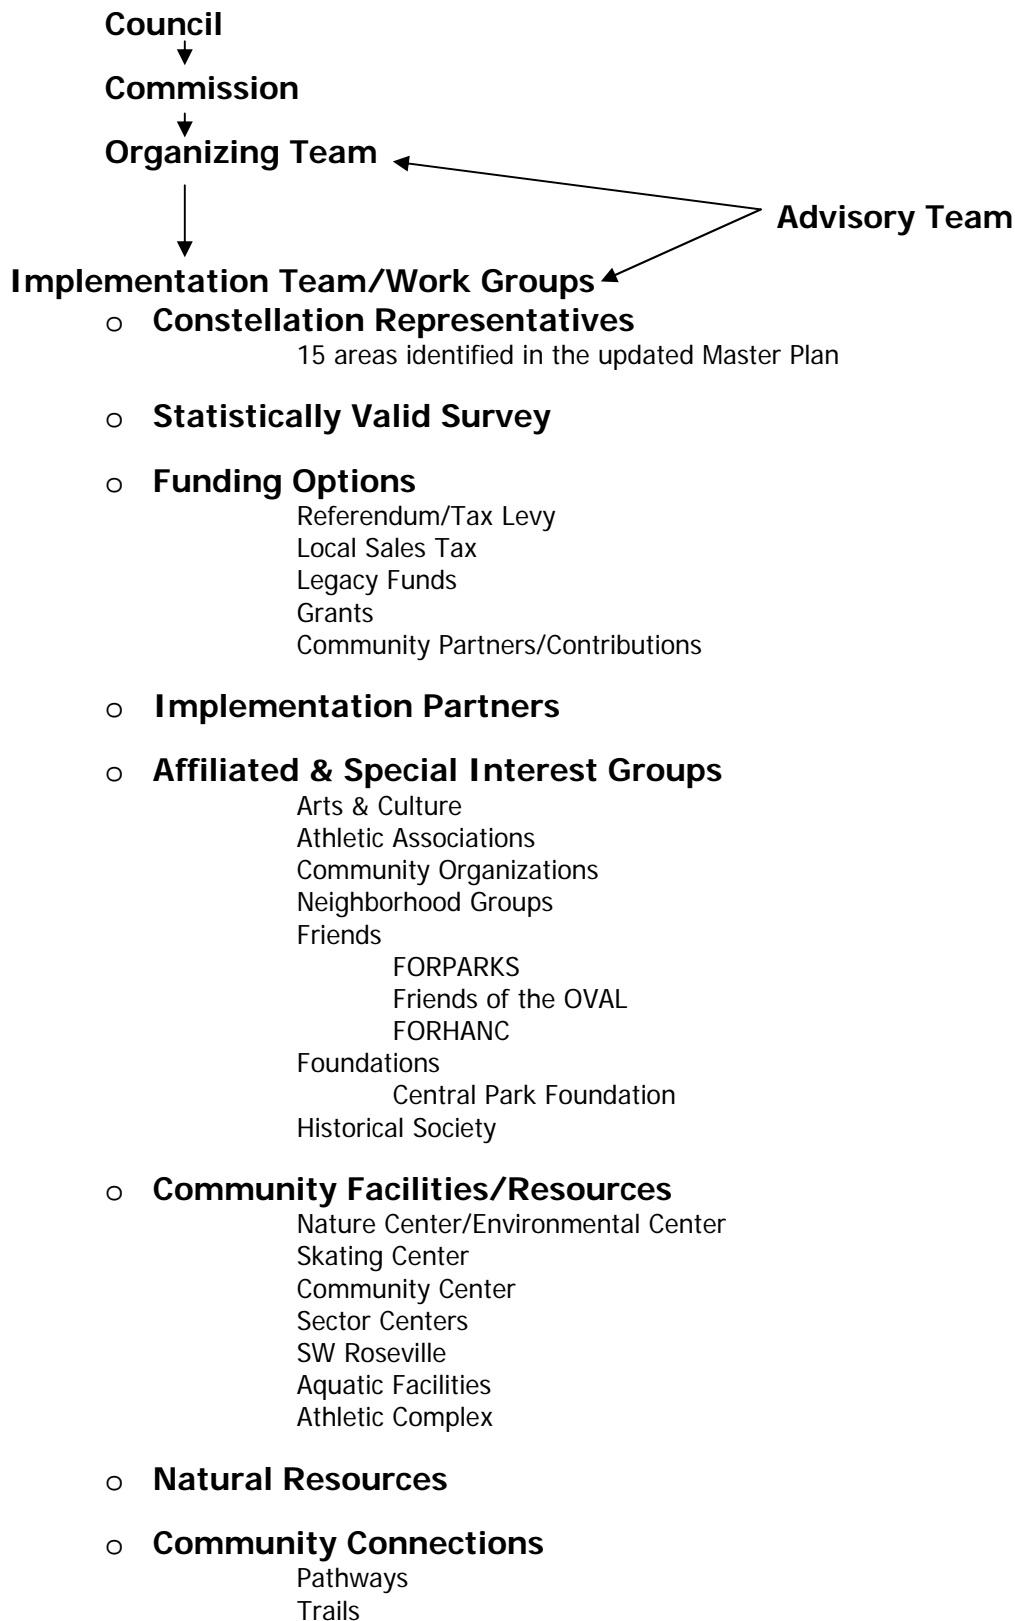 Council
Commission
Organizing Team
Advisory Team
Implementation Team/Work Groups
o Constellation Representatives
15 areas identified in the updated Master Plan
o Statistically Valid Survey
o Funding Options
Referendum/Tax Levy
Local Sales Tax
Legacy Funds
Grants
Community Partners/Contributions
o Implementation Partners
o Affiliated & Special Interest Groups
Arts & Culture
Athletic Associations
Community Organizations
Neighborhood Groups
Friends
FORPARKS
Friends of the OVAL
FORHANC
Foundations
Central Park Foundation
Historical Society
o Community Facilities/Resources
Nature Center/Environmental Center
Skating Center
Community Center
Sector Centers
SW Roseville
Aquatic Facilities
Athletic Complex
o Natural Resources
o Community Connections
Pathways
Trails